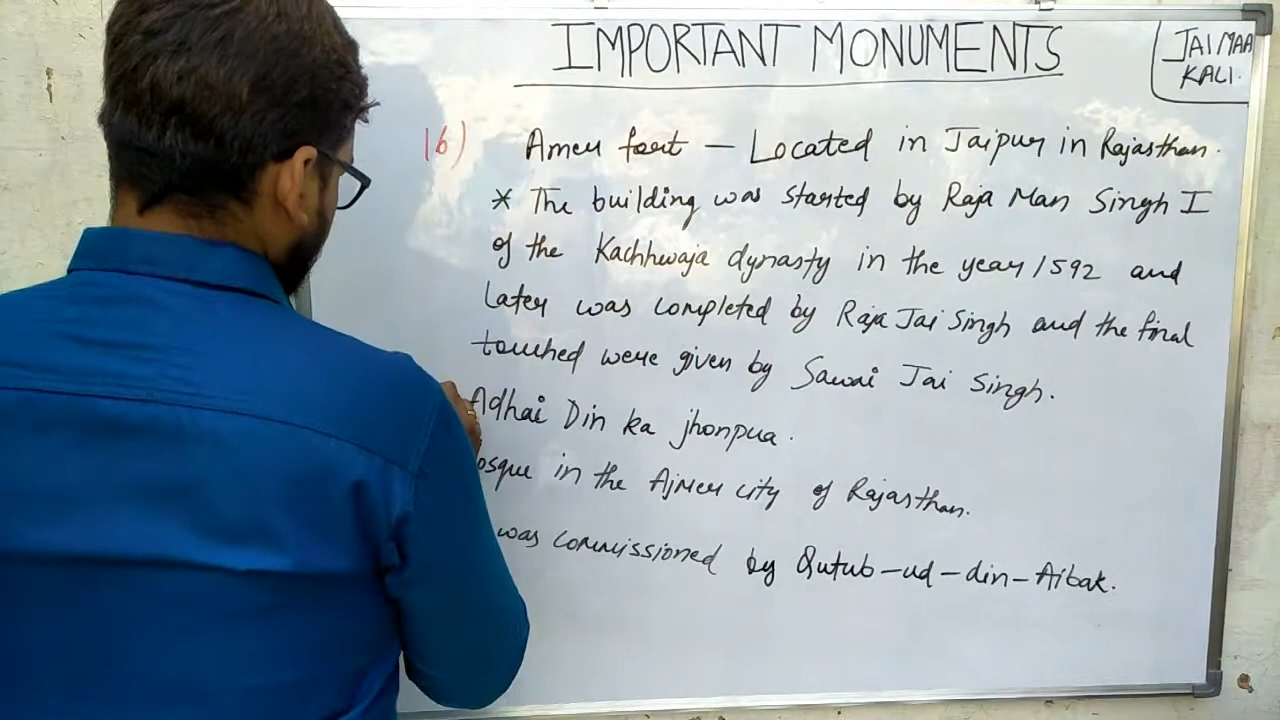 IMPORTANT MONUMENTS
JAI MAA
KALI.
16) Amer fort - Located in Jaipur in Rajasthan.
* The building was started by Raja Man Singh I
of the Kachhwaja dynasty in the year 1592 and
Later was completed by Raja Jai Singh and the final
touched were given by Sawai Jai Singh.
Adhai Din ka jhonpua.
osque in the Ajmer city of Rajasthan.
was commissioned by Qutub-ud-din-Aibak.